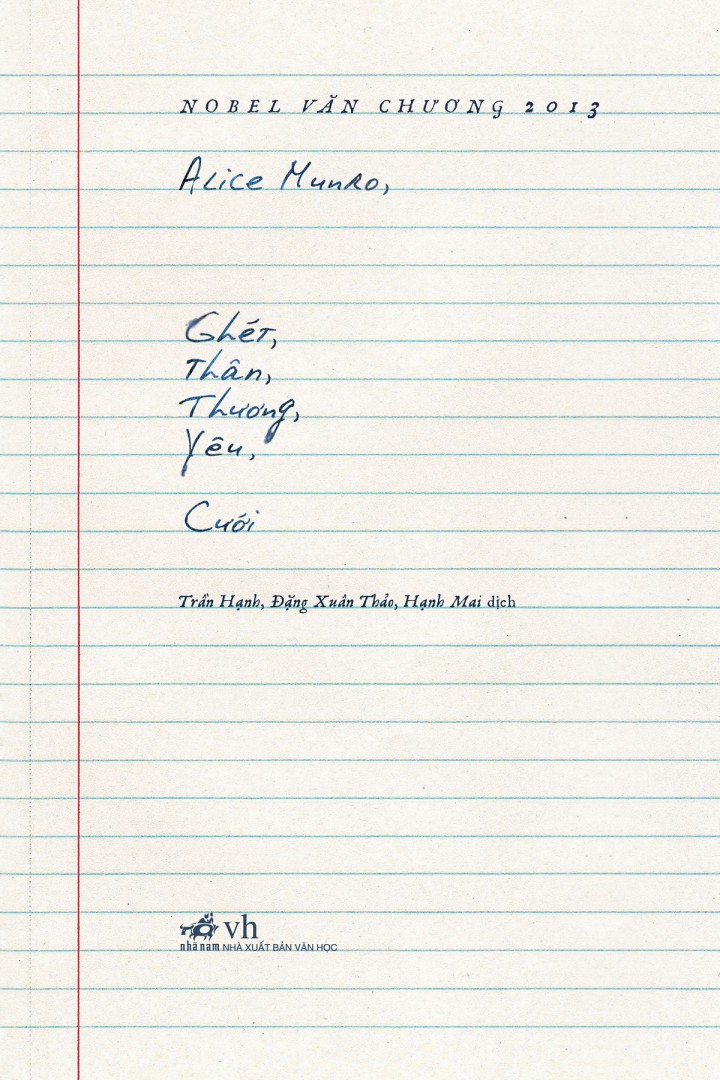 NOBEL VĂN CHƯƠNG 2013
Alice Munro,
Ghét,
Thân,
Thương,
Yêu,
Cưới
Trần Hạnh, Đặng Xuân Thảo, Hạnh Mai dịch
vh
nhã nam NHÀ XUẤT BẢN VĂN HỌC